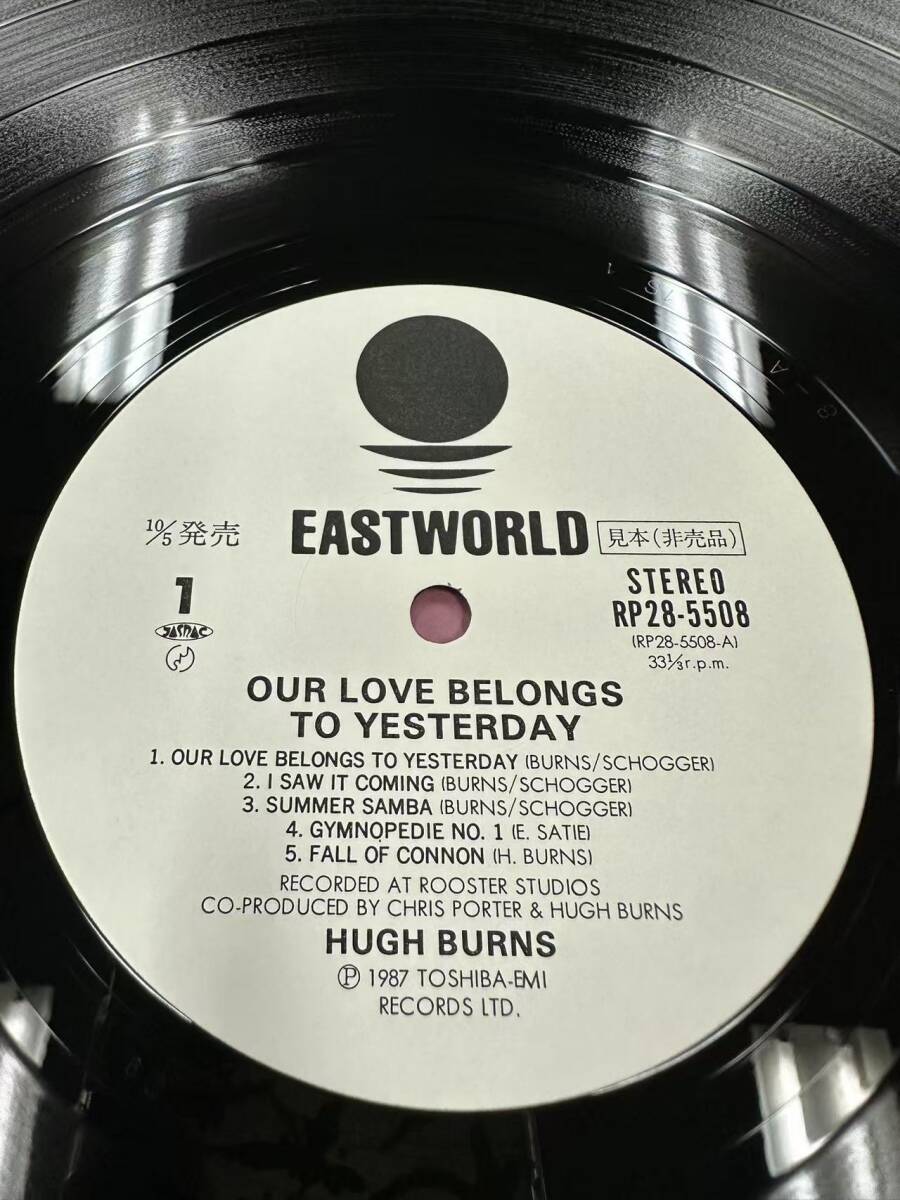 10/5発売
EASTWORLD
見本(非売品)
1
JASRAC
STEREO
RP28-5508
(RP28-5508-A)
33⅓r.p.m.
OUR LOVE BELONGS
TO YESTERDAY
1. OUR LOVE BELONGS TO YESTERDAY (BURNS/SCHOGGER)
2. I SAW IT COMING (BURNS/SCHOGGER)
3. SUMMER SAMBA (BURNS/SCHOGGER)
4. GYMNOPEDIE NO. 1 (E. SATIE)
5. FALL OF CONNON (H. BURNS)
RECORDED AT ROOSTER STUDIOS
CO-PRODUCED BY CHRIS PORTER & HUGH BURNS
HUGH BURNS
Ⓟ 1987 TOSHIBA-EMI
RECORDS LTD.